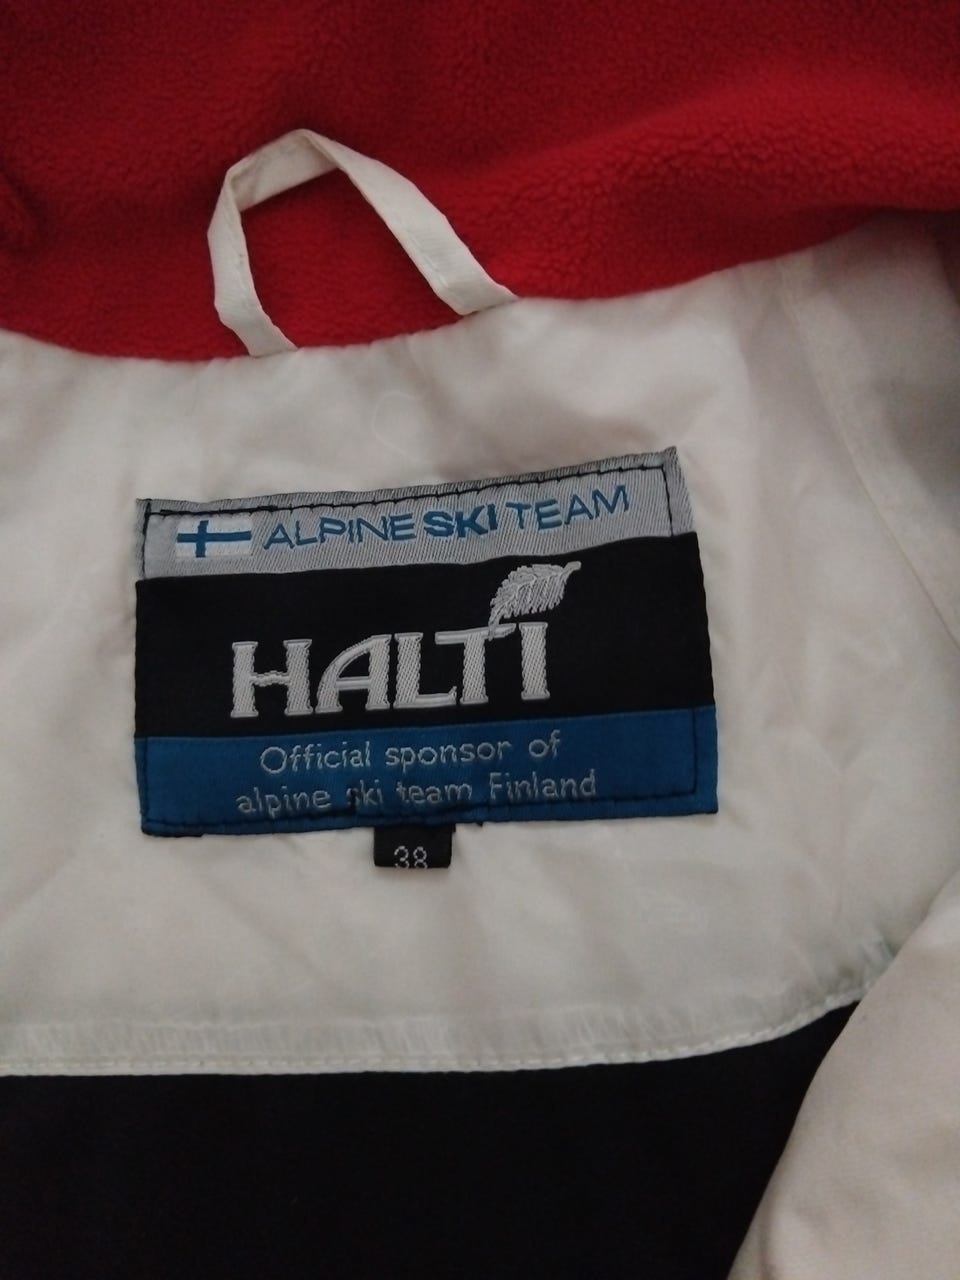 ALPINE SKI TEAM
HALTI
Official sponsor of
alpine ski team Finland
38